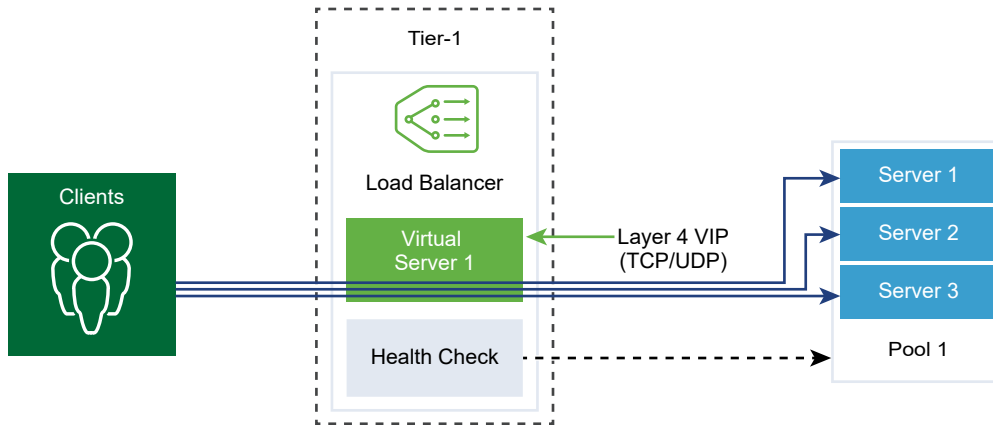 Tier-1
Load Balancer
Clients
Virtual
Server 1
Layer 4 VIP
(TCP/UDP)
Health Check
Server 1
Server 2
Server 3
Pool 1